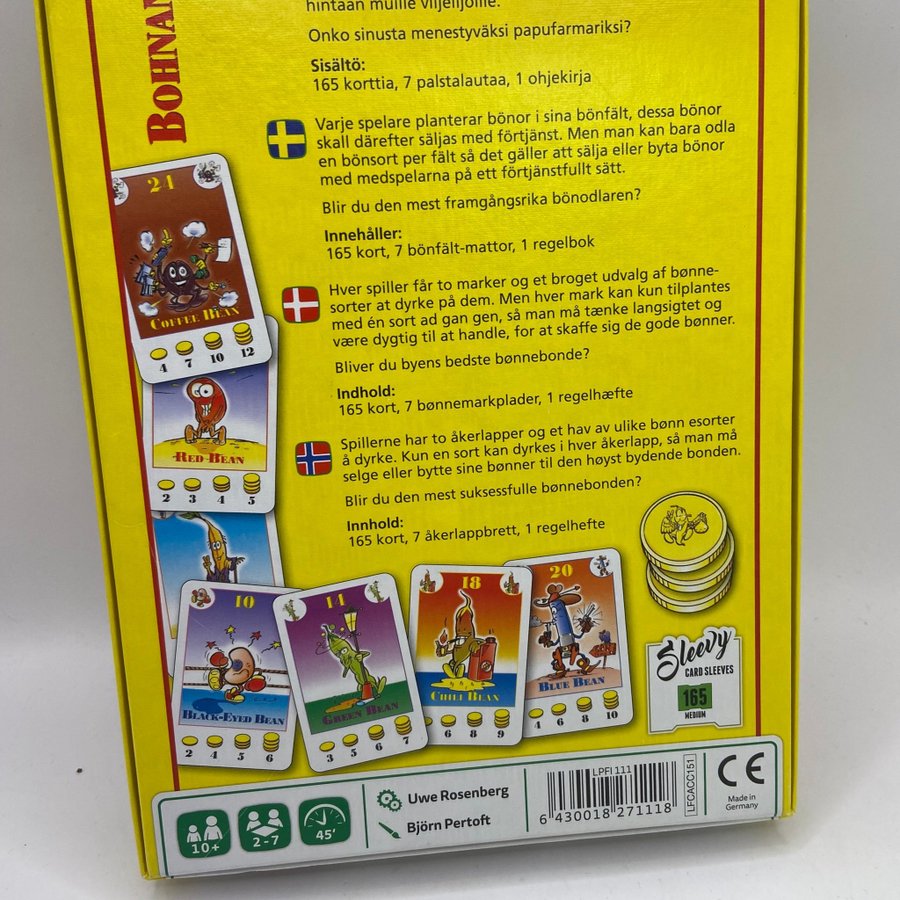 BOHNAN
hintaan muille viljelijöille.
Onko sinusta menestyväksi papufarmariksi?
Sisältö:
165 korttia, 7 palstalautaa, 1 ohjekirja
Varje spelare planterar bönor i sina bönfält, dessa bönor
skall därefter säljas med förtjänst. Men man kan bara odla
en bönsort per fält så det gäller att sälja eller byta bönor
med medspelarna på ett förtjänstfullt sätt.
Blir du den mest framgångsrika bönodlaren?
Innehåller:
165 kort, 7 bönfält-mattor, 1 regelbok
Hver spiller får to marker og et broget udvalg af bønne-
sorter at dyrke på dem. Men hver mark kan kun tilplantes
med én sort ad gan gen, så man må tænke langsigtet og
være dygtig til at handle, for at skaffe sig de gode bønner.
Bliver du byens bedste bønnebonde?
Indhold:
165 kort, 7 bønnemarkplader, 1 regelhæfte
Spillerne har to åkerlapper og et hav av ulike bønn esorter
å dyrke. Kun en sort kan dyrkes i hver åkerlapp, så man må
selge eller bytte sine bønner til den høyst bydende bonden.
Blir du den mest suksessfulle bønnebonden?
Innhold:
165 kort, 7 åkerlappbrett, 1 regelhefte
24
COFFEE BEAN
4 7 10 12
RED BEAN
2 3 4 5
10
BLACK-EYED BEAN
2 4 5 6
14
GREEN BEAN
3 5 6 7
18
CHILI BEAN
6 8 9
20
BLUE BEAN
4 6 8 10
Sleevy
CARD SLEEVES
165
MEDIUM
10+
2-7
45'
Uwe Rosenberg
Björn Pertoft
LPFI 111
6 430018 271118
LFCACC151
CE
Made in
Germany